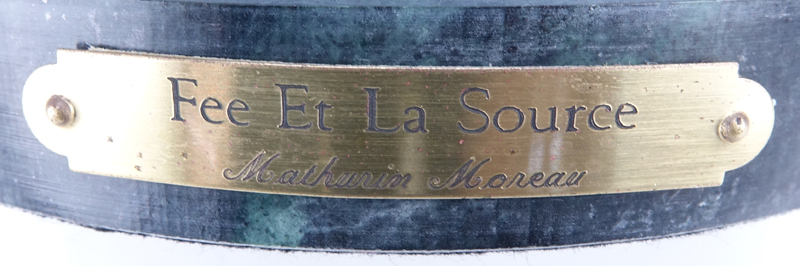 Fee Et La Source
Mathurin Moreau